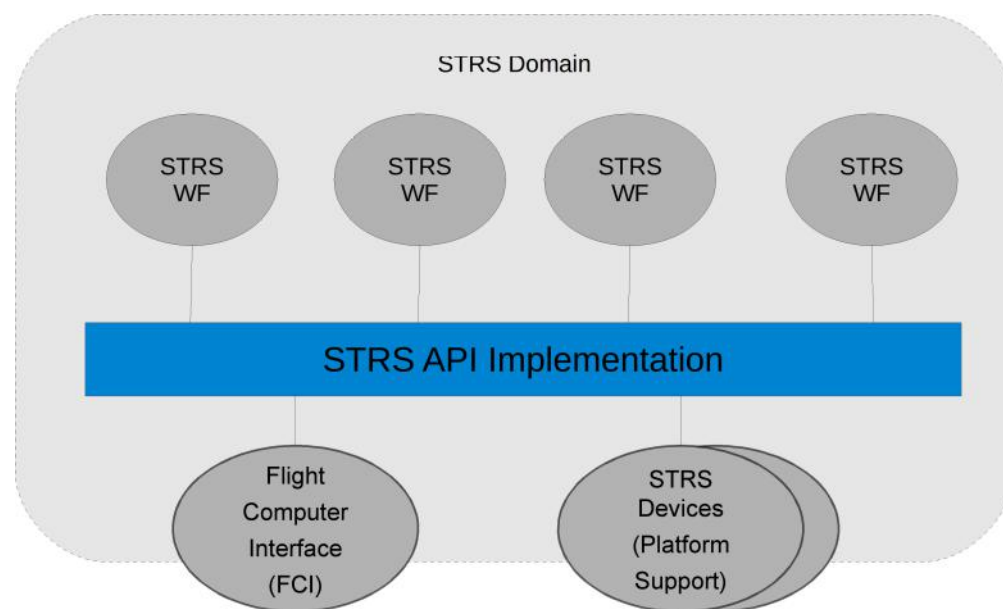 STRS Domain
STRS
WF
STRS
WF
STRS
WF
STRS
WF
STRS API Implementation
Flight
Computer
Interface
(FCI)
STRS
Devices
(Platform
Support)